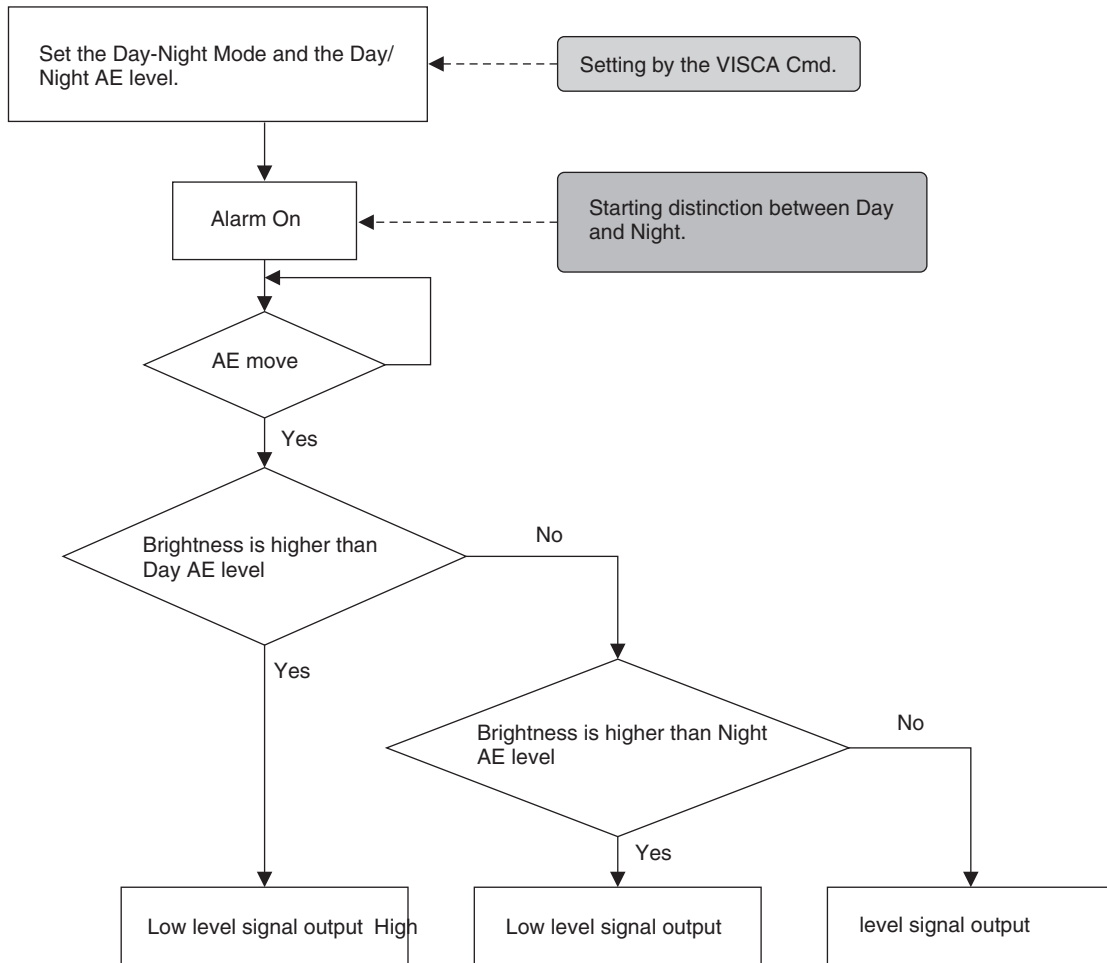 Set the Day-Night Mode and the Day/
Night AE level.
Setting by the VISCA Cmd.
Alarm On
Starting distinction between Day
and Night.
AE move
Yes
Brightness is higher than
Day AE level
No
Yes
Brightness is higher than Night
AE level
No
Yes
Low level signal output High
Low level signal output
level signal output